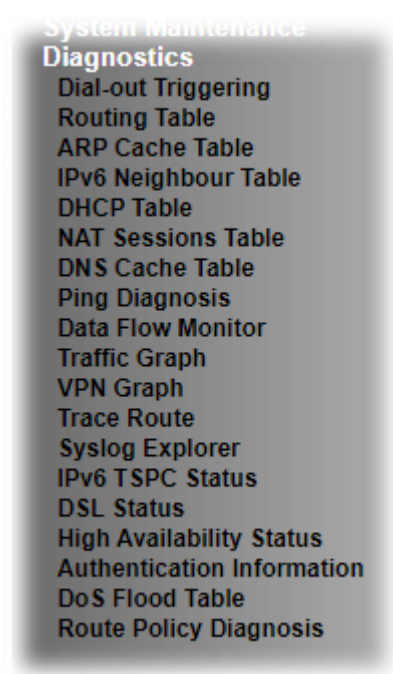 System Maintenance
Diagnostics
Dial-out Triggering
Routing Table
ARP Cache Table
IPv6 Neighbour Table
DHCP Table
NAT Sessions Table
DNS Cache Table
Ping Diagnosis
Data Flow Monitor
Traffic Graph
VPN Graph
Trace Route
Syslog Explorer
IPv6 TSPC Status
DSL Status
High Availability Status
Authentication Information
DoS Flood Table
Route Policy Diagnosis